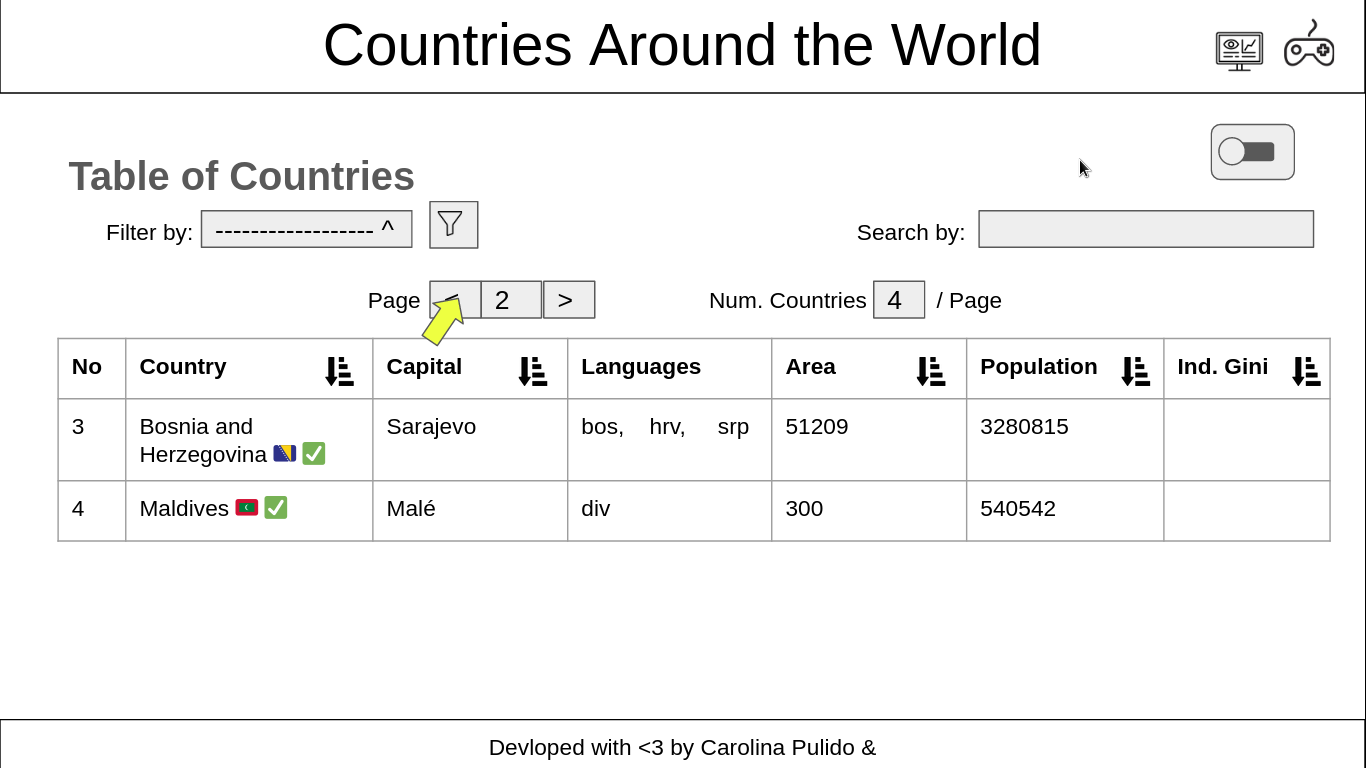 Countries Around the World
Table of Countries
Filter by: ------------------ ^
Search by:
Page < 2 >
Num. Countries 4 / Page
No Country Capital Languages Area Population Ind. Gini
3 Bosnia and Herzegovina Sarajevo bos, hrv, srp 51209 3280815
4 Maldives Malé div 300 540542
Devloped with <3 by Carolina Pulido &